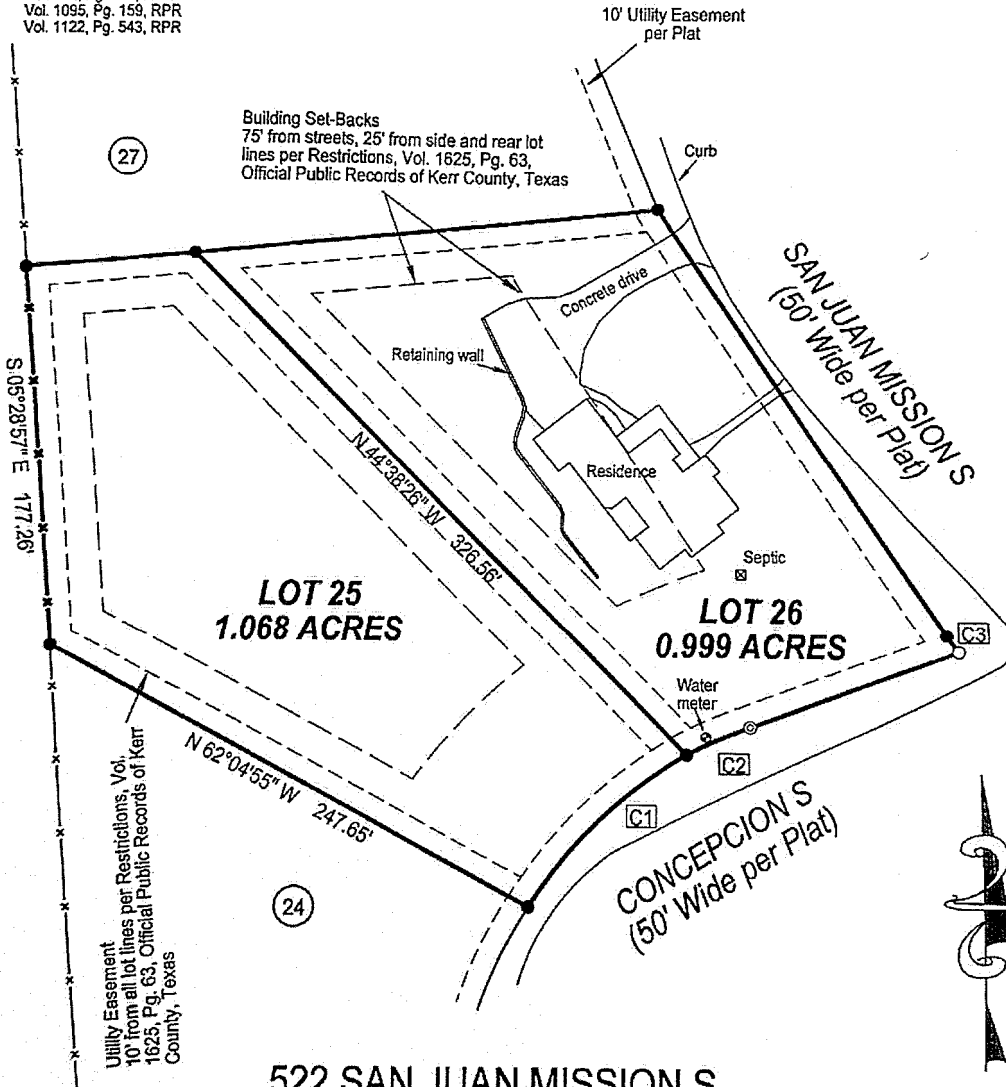 Vol. 1095, Pg. 159, RPR
Vol. 1122, Pg. 543, RPR
10' Utility Easement
per Plat
Building Set-Backs
75' from streets, 25' from side and rear lot
lines per Restrictions, Vol. 1625, Pg. 63,
Official Public Records of Kerr County, Texas
27
Curb
SAN JUAN MISSION S
(50' Wide per Plat)
Concrete drive
Retaining wall
Residence
S 05°28'57" E 177.26'
N 44°38'26" W 326.56'
Septic
LOT 25
1.068 ACRES
LOT 26
0.999 ACRES
C3
Water
meter
C2
C1
N 62°04'55" W 247.65'
CONCEPCION S
(50' Wide per Plat)
24
Utility Easement
10' from all lot lines per Restrictions, Vol.
1625, Pg. 63, Official Public Records of Kerr
County, Texas
522 SAN JUAN MISSION S